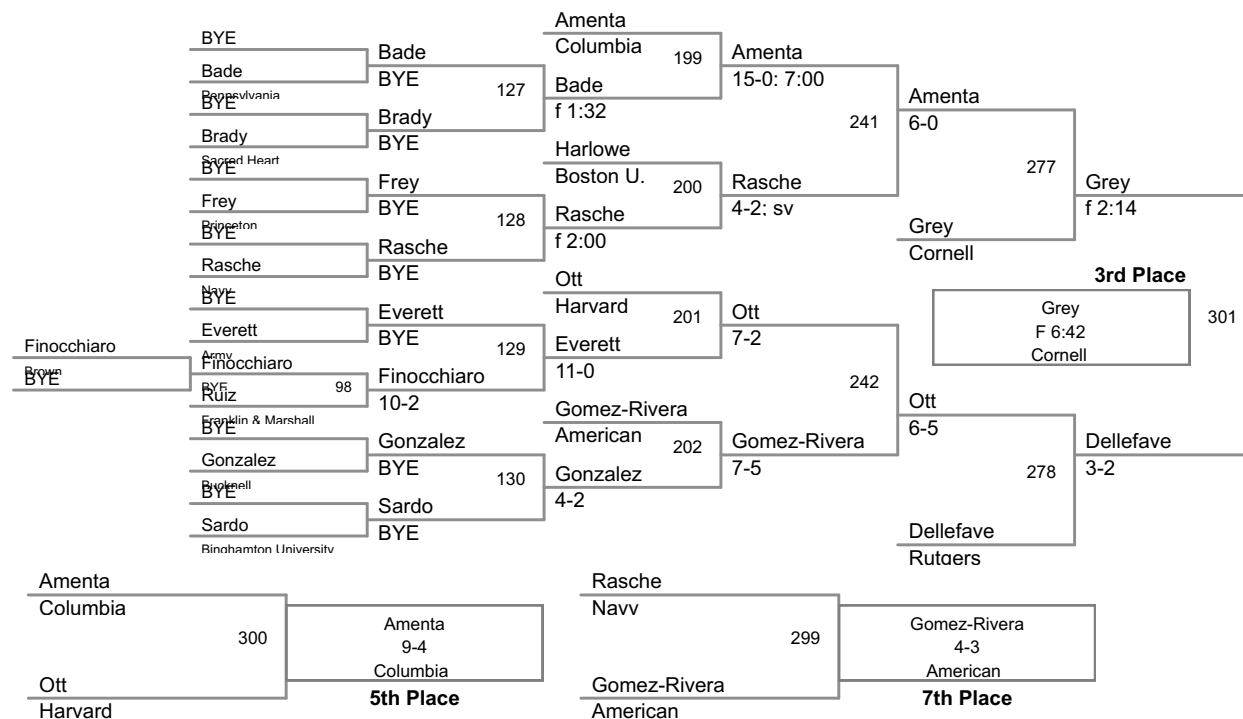 Finocchiaro
Brown
BYE
BYE
Bade
Pennsylvania
BYE
Brady
Sacred Heart
BYE
Frey
Princeton
BYE
Rasche
Navy
BYE
Everett
Army
Finocchiaro
BYE
98
Ruiz
Franklin & Marshall
BYE
Gonzalez
Bucknell
BYE
Sardo
Binghamton University
Bade
BYE
127
Brady
BYE
Frey
BYE
128
Rasche
BYE
Everett
BYE
129
Finocchiaro
10-2
Gonzalez
BYE
130
Sardo
BYE
Amenta
Columbia
199
Bade
f 1:32
Harlowe
Boston U.
200
Rasche
f 2:00
Ott
Harvard
201
Everett
11-0
Gomez-Rivera
American
202
Gonzalez
4-2
Amenta
15-0; 7:00
241
Rasche
4-2; sv
Ott
7-2
242
Gomez-Rivera
7-5
Amenta
6-0
277
Grey
Cornell
Ott
6-5
278
Dellefave
Rutgers
Grey
f 2:14
3rd Place
Grey
F 6:42
Cornell
301
Dellefave
3-2
Amenta
Columbia
300
Ott
Harvard
Amenta
9-4
Columbia
5th Place
Rasche
Navy
299
Gomez-Rivera
American
Gomez-Rivera
4-3
American
7th Place